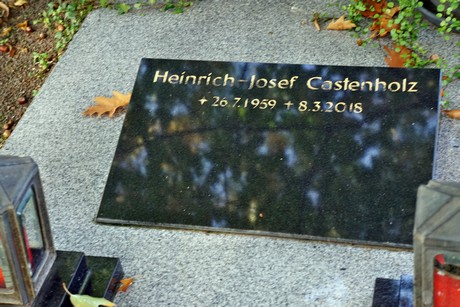 Heinrich-Josef Castenholz
✝ 26.7.1959 ✝ 8.3.2018